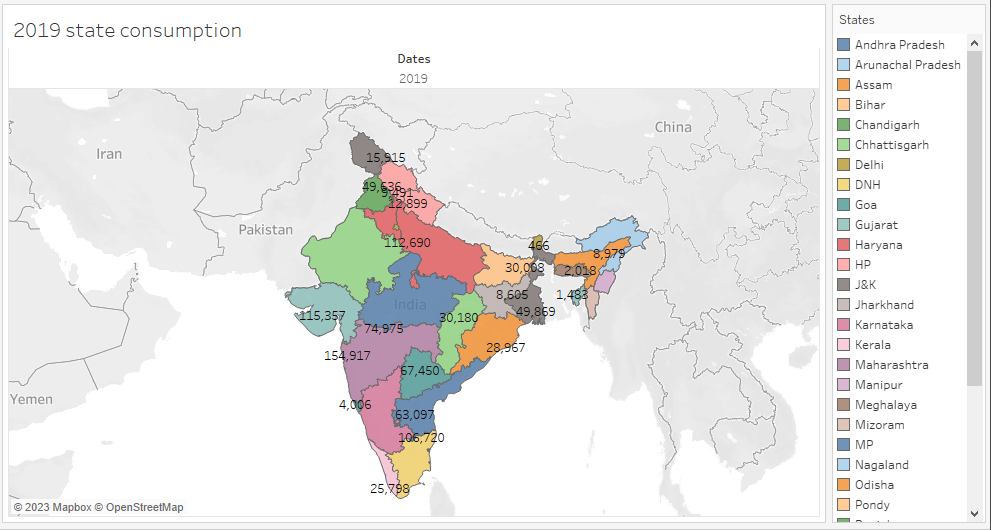 2019 state consumption
Dates
2019
Iran
China
Pakistan
India
Yemen
15,915
49,636
9,491
12,899
112,690
466
8,979
30,008
2,018
8,605
1,483
49,869
115,357
74,975
30,180
28,967
154,917
67,450
4,006
63,097
106,720
25,798
© 2023 Mapbox © OpenStreetMap
States
Andhra Pradesh
Arunachal Pradesh
Assam
Bihar
Chandigarh
Chhattisgarh
Delhi
DNH
Goa
Gujarat
Haryana
HP
J&K
Jharkhand
Karnataka
Kerala
Maharashtra
Manipur
Meghalaya
Mizoram
MP
Nagaland
Odisha
Pondy